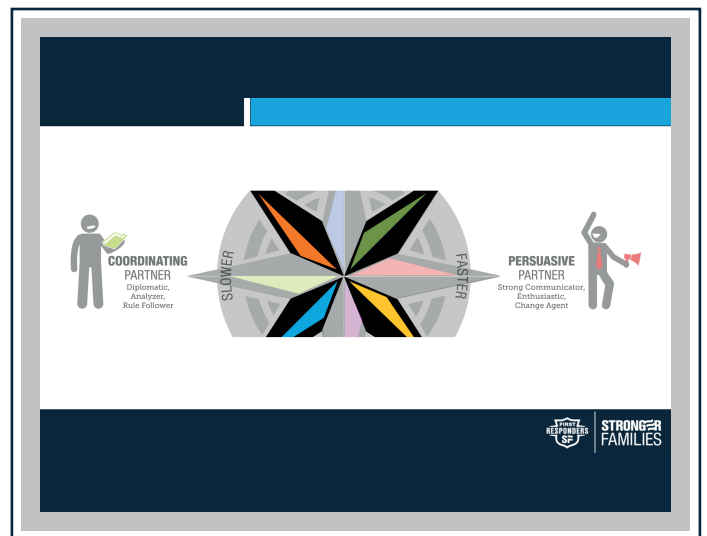 COORDINATING
PARTNER
Diplomatic,
Analyzer,
Rule Follower
SLOWER
FASTER
PERSUASIVE
PARTNER
Strong Communicator,
Enthusiastic,
Change Agent
FIRST
RESPONDERS
SF
STRONGER
FAMILIES